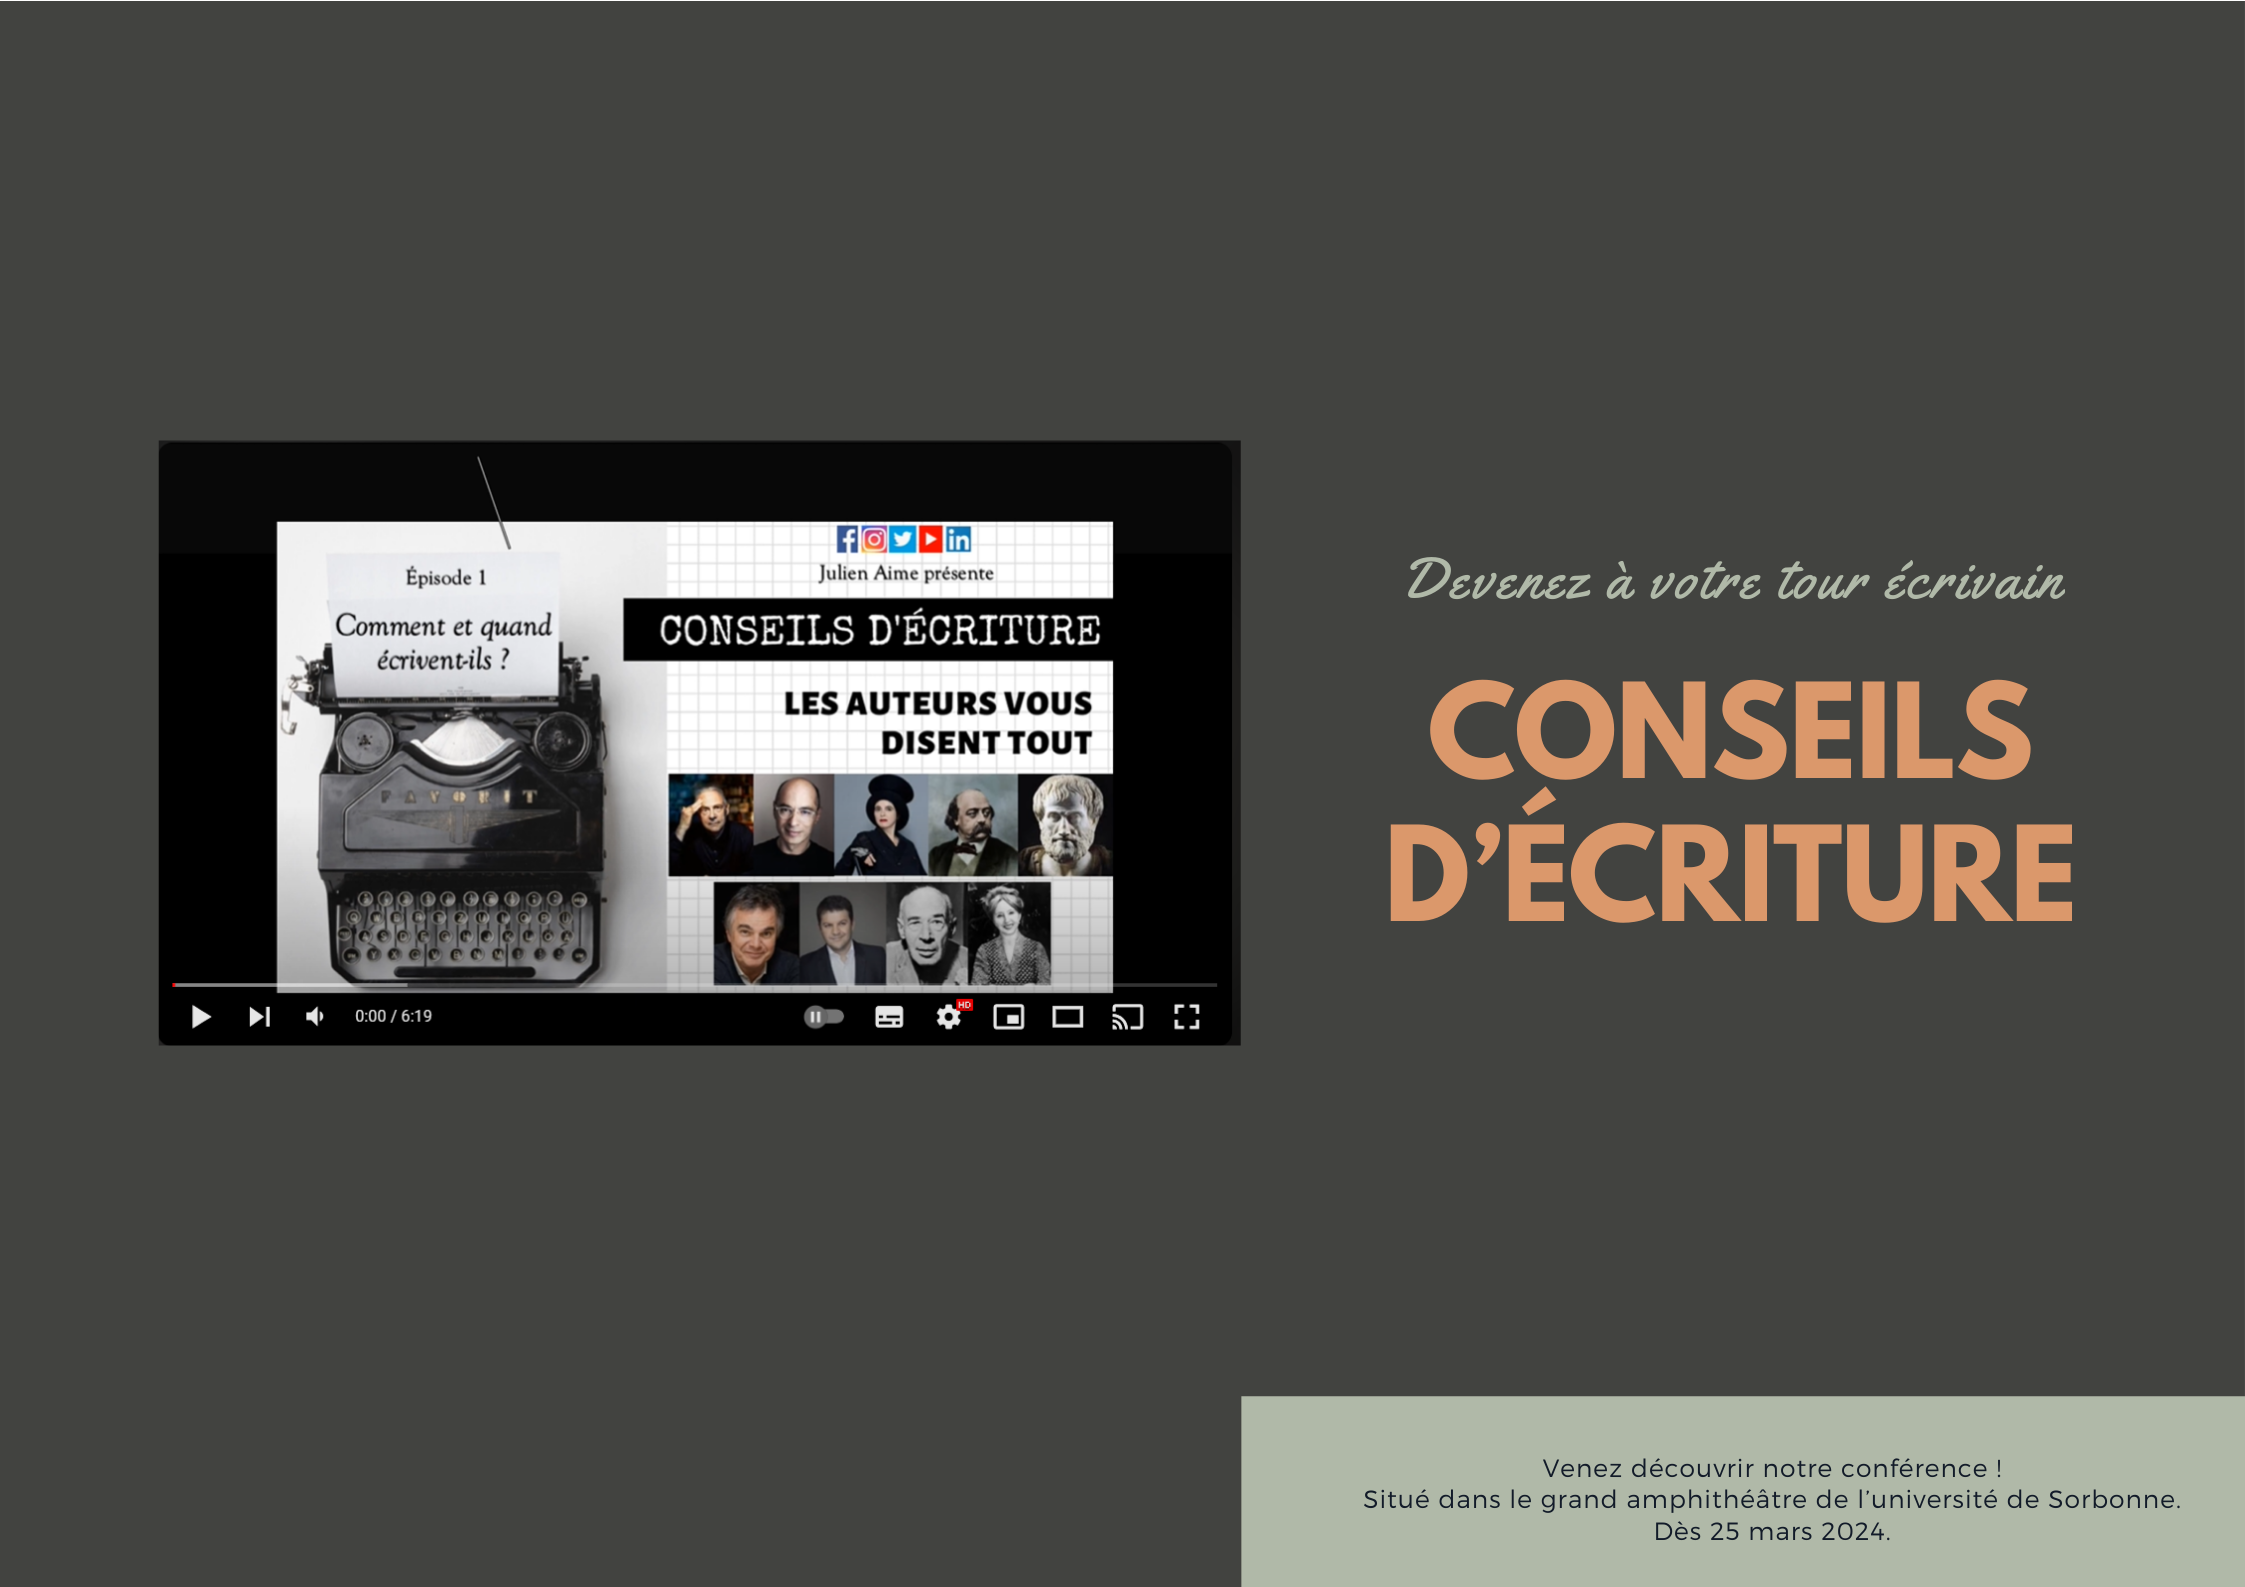 Épisode 1
Comment et quand
écrivent-ils ?
FAVORIT
Julien Aime présente
CONSEILS D'ÉCRITURE
LES AUTEURS VOUS
DISENT TOUT
0:00 / 6:19
HD
Devenez à votre tour écrivain
CONSEILS
D’ÉCRITURE
Venez découvrir notre conférence !
Situé dans le grand amphithéâtre de l’université de Sorbonne.
Dès 25 mars 2024.